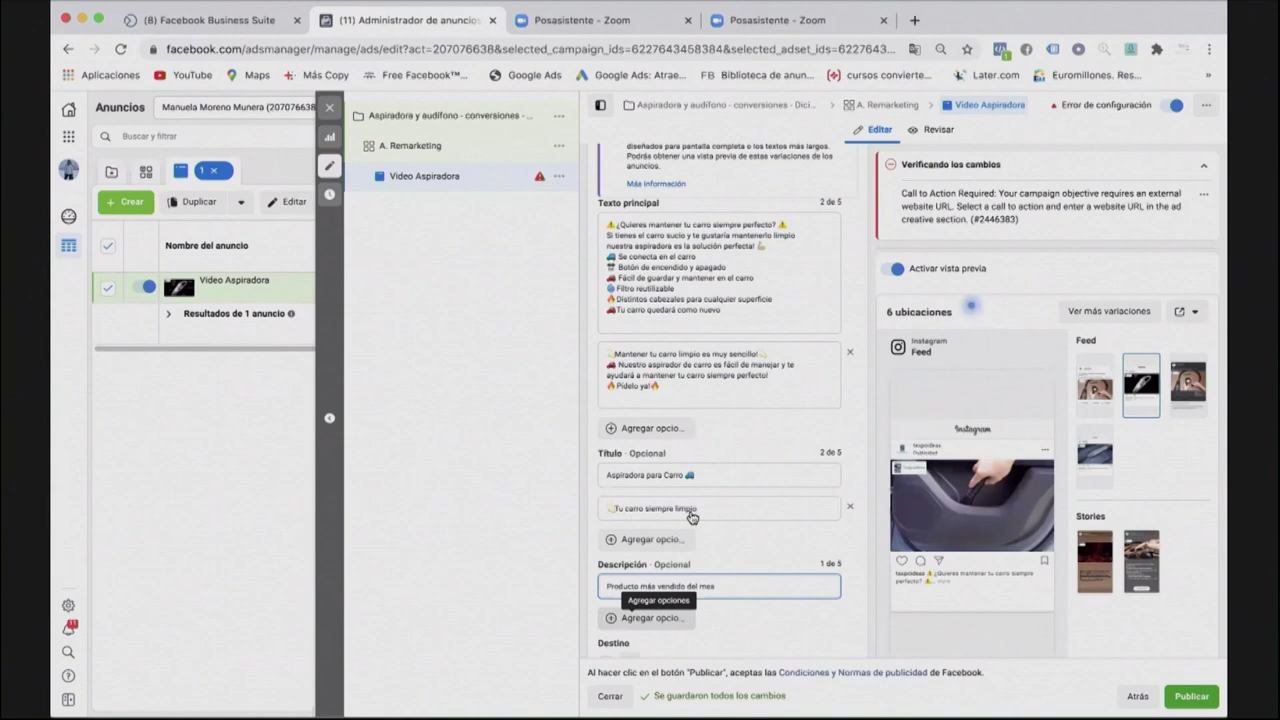 (8) Facebook Business Suite
(11) Administrador de anuncios
Posasistente - Zoom
Posasistente - Zoom
facebook.com/adsmanager/manage/ads/edit?act=207076638&selected_campaign_ids=6227643458384&selected_adset_ids=622764 3...
Aplicaciones
YouTube
Maps
Más Copy
Free Facebook™...
Google Ads
Google Ads: Atrae...
FB Biblioteca de anun...
cursos convierte...
Later.com
Euromillones. Res...
»
Anuncios
Manuela Moreno Munera (207076638
Buscar y filtrar
1 ×
+ Crear
Duplicar
Editar
Nombre del anuncio
Video Aspiradora
Resultados de 1 anuncio
Aspiradora y audífono - conversiones - ...
A. Remarketing
Video Aspiradora
Aspiradora y audífono - conversiones - Dici...
A. Remarketing
Video Aspiradora
Error de configuración
Editar
Revisar
diseñados para pantalla completa o los textos más largos.
Podrás obtener una vista previa de estas variaciones de los
anuncios.
Más información
Texto principal
2 de 5
⚠️¿Quieres mantener tu carro siempre perfecto? ⚠️
Si tienes el carro sucio y te gustaría mantenerlo limpio
nuestra aspiradora es la solución perfecta! 💪🏼
🚙 Se conecta en el carro
Botón de encendido y apagado
🚗 Fácil de guardar y mantener en el carro
🔵 Filtro reutilizable
🔥Distintos cabezales para cualquier superficie
🚗Tu carro quedará como nuevo
💫Mantener tu carro limpio es muy sencillo!💫
🚗 Nuestro aspirador de carro es fácil de manejar y te
ayudará a mantener tu carro siempre perfecto!
🔥Pídelo ya!🔥
Agregar opcio...
Título · Opcional
2 de 5
Aspiradora para Carro 🚙
💫Tu carro siempre limpio
Agregar opcio...
Descripción · Opcional
1 de 5
Producto más vendido del mea
Agregar opciones
Agregar opcio...
Destino
Verificando los cambios
Call to Action Required: Your campaign objective requires an external
website URL. Select a call to action and enter a website URL in the ad
creative section. (#2446383)
Activar vista previa
6 ubicaciones
Ver más variaciones
Instagram
Feed
Instagram
Publicidad
⚠️ ¿Quieres mantener tu carro siempre
perfecto? ⚠️... more
Feed
Stories
Al hacer clic en el botón "Publicar", aceptas las Condiciones y Normas de publicidad de Facebook.
Cerrar
✓ Se guardaron todos los cambios
Atrás
Publicar